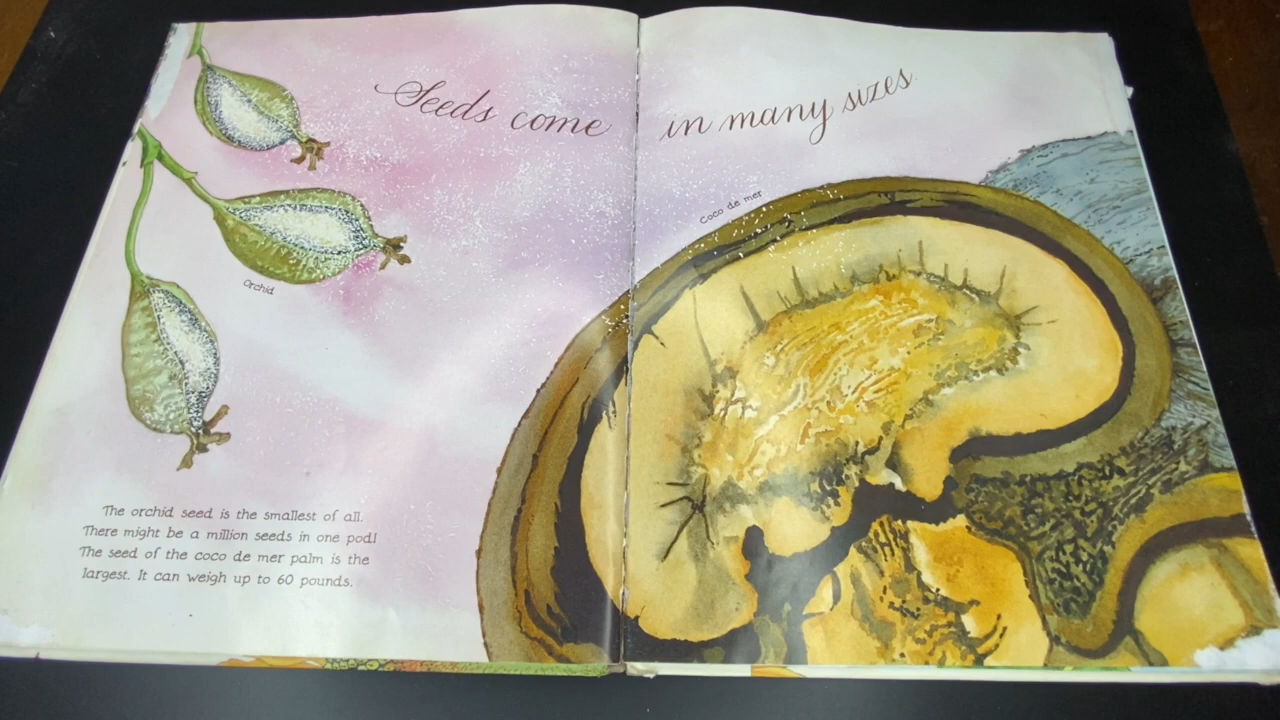 Seeds come in many sizes.
Coco de mer
Orchid
The orchid seed is the smallest of all.
There might be a million seeds in one pod!
The seed of the coco de mer palm is the
largest. It can weigh up to 60 pounds.